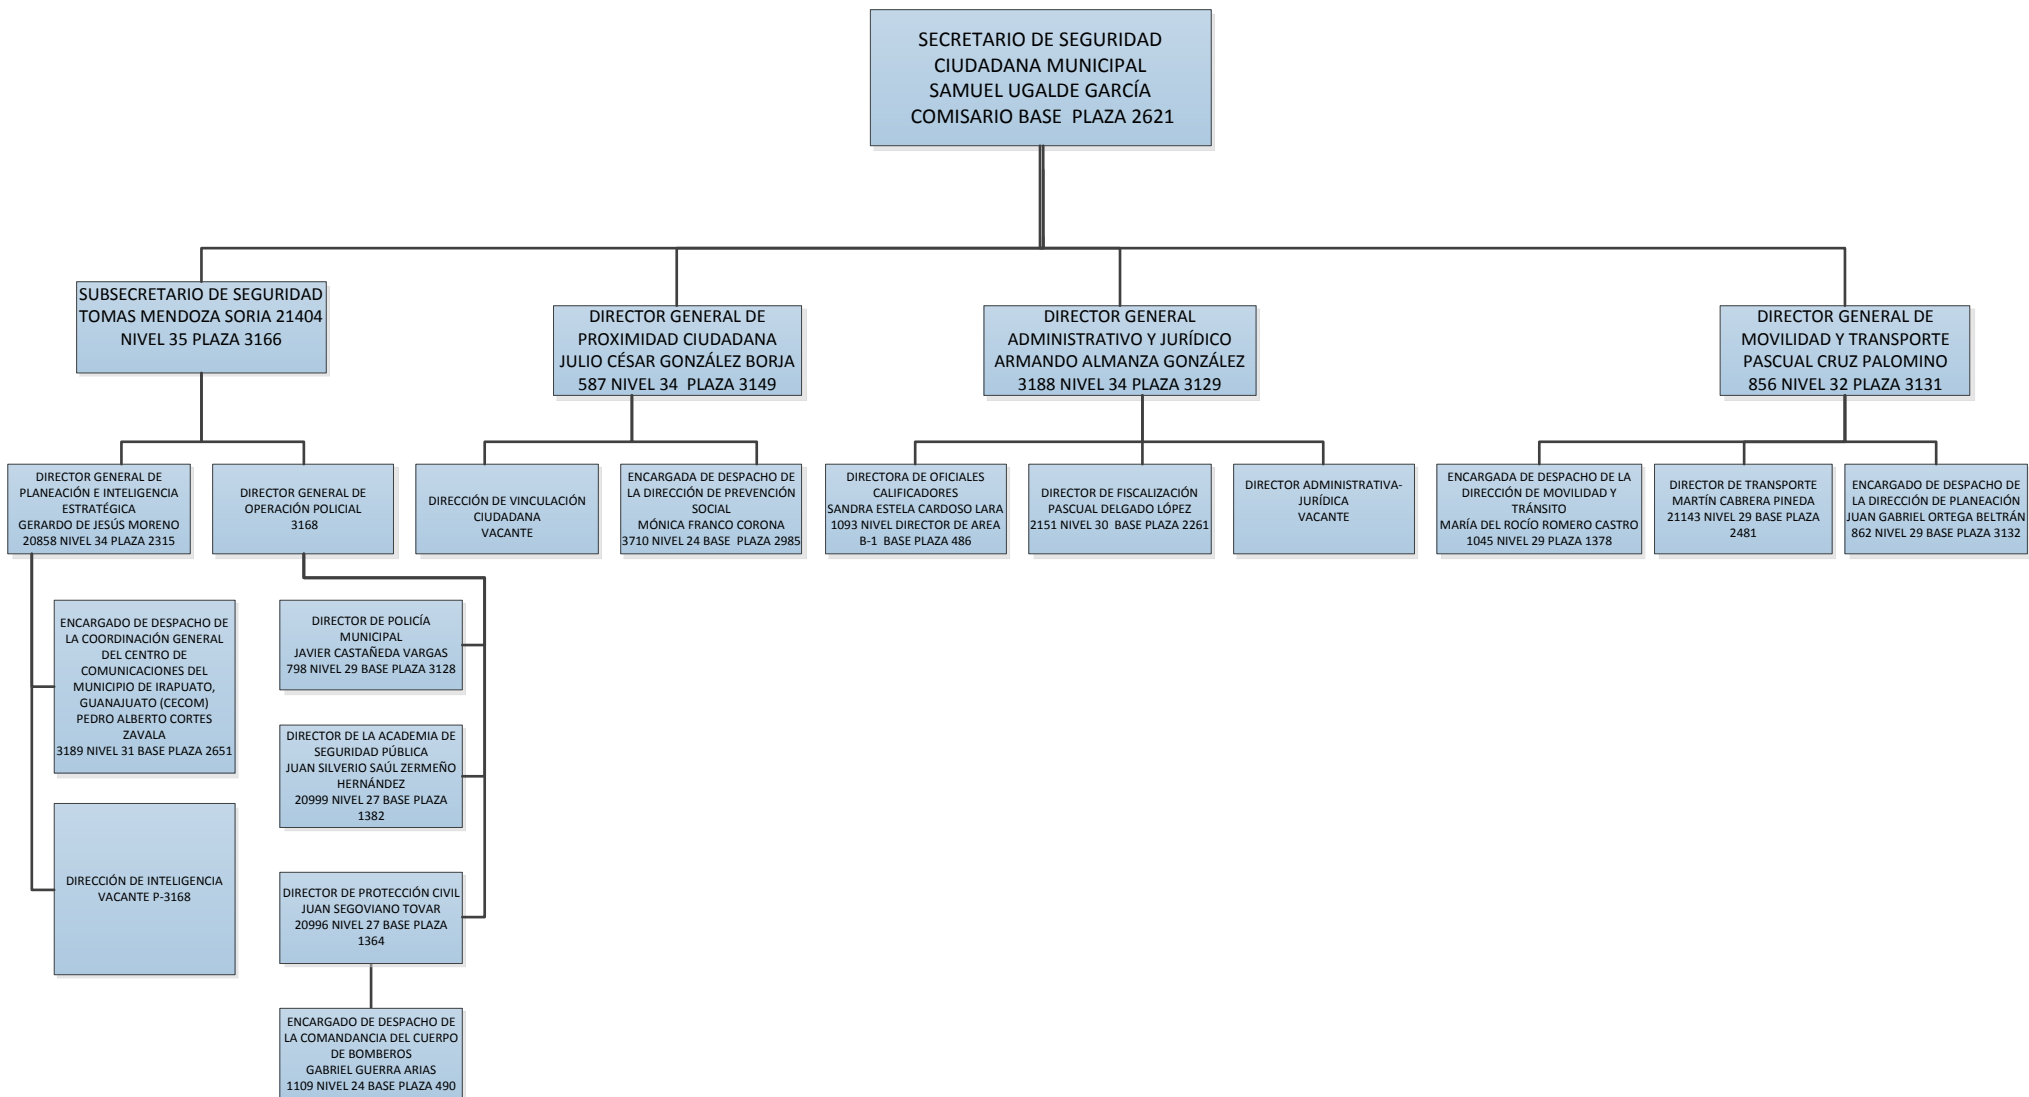 SECRETARIO DE SEGURIDAD
CIUDADANA MUNICIPAL
SAMUEL UGALDE GARCÍA
COMISARIO BASE  PLAZA 2621
SUBSECRETARIO DE SEGURIDAD
TOMAS MENDOZA SORIA 21404
NIVEL 35 PLAZA 3166
DIRECTOR GENERAL DE
PROXIMIDAD CIUDADANA
JULIO CÉSAR GONZÁLEZ BORJA
587 NIVEL 34  PLAZA 3149
DIRECTOR GENERAL
ADMINISTRATIVO Y JURÍDICO
ARMANDO ALMANZA GONZÁLEZ
3188 NIVEL 34 PLAZA 3129
DIRECTOR GENERAL DE
MOVILIDAD Y TRANSPORTE
PASCUAL CRUZ PALOMINO
856 NIVEL 32 PLAZA 3131
DIRECTOR GENERAL DE
PLANEACIÓN E INTELIGENCIA
ESTRATÉGICA
GERARDO DE JESÚS MORENO
20858 NIVEL 34 PLAZA 2315
DIRECTOR GENERAL DE
OPERACIÓN POLICIAL
3168
DIRECCIÓN DE VINCULACIÓN
CIUDADANA
VACANTE
ENCARGADA DE DESPACHO DE
LA DIRECCIÓN DE PREVENCIÓN
SOCIAL
MÓNICA FRANCO CORONA
3710 NIVEL 24 BASE  PLAZA 2985
DIRECTORA DE OFICIALES
CALIFICADORES
SANDRA ESTELA CARDOSO LARA
1093 NIVEL DIRECTOR DE AREA
B-1  BASE PLAZA 486
DIRECTOR DE FISCALIZACIÓN
PASCUAL DELGADO LÓPEZ
2151 NIVEL 30  BASE PLAZA 2261
DIRECTOR ADMINISTRATIVA-
JURÍDICA
VACANTE
ENCARGADA DE DESPACHO DE LA
DIRECCIÓN DE MOVILIDAD Y
TRÁNSITO
MARÍA DEL ROCÍO ROMERO CASTRO
1045 NIVEL 29 PLAZA 1378
DIRECTOR DE TRANSPORTE
MARTÍN CABRERA PINEDA
21143 NIVEL 29 BASE PLAZA
2481
ENCARGADO DE DESPACHO DE
LA DIRECCIÓN DE PLANEACIÓN
JUAN GABRIEL ORTEGA BELTRÁN
862 NIVEL 29 BASE PLAZA 3132
ENCARGADO DE DESPACHO DE
LA COORDINACIÓN GENERAL
DEL CENTRO DE
COMUNICACIONES DEL
MUNICIPIO DE IRAPUATO,
GUANAJUATO (CECOM)
PEDRO ALBERTO CORTES
ZAVALA
3189 NIVEL 31 BASE PLAZA 2651
DIRECCIÓN DE INTELIGENCIA
VACANTE P-3168
DIRECTOR DE POLICÍA
MUNICIPAL
JAVIER CASTAÑEDA VARGAS
798 NIVEL 29 BASE PLAZA 3128
DIRECTOR DE LA ACADEMIA DE
SEGURIDAD PÚBLICA
JUAN SILVERIO SAÚL ZERMEÑO
HERNÁNDEZ
20999 NIVEL 27 BASE PLAZA
1382
DIRECTOR DE PROTECCIÓN CIVIL
JUAN SEGOVIANO TOVAR
20996 NIVEL 27 BASE PLAZA
1364
ENCARGADO DE DESPACHO DE
LA COMANDANCIA DEL CUERPO
DE BOMBEROS
GABRIEL GUERRA ARIAS
1109 NIVEL 24 BASE PLAZA 490